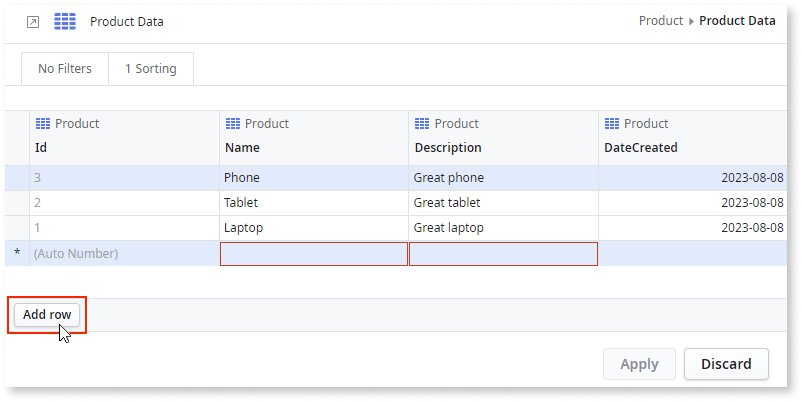 Product Data
Product ▶ Product Data
No Filters 1 Sorting
Product Product Product Product
Id Name Description DateCreated
3 Phone Great phone 2023-08-08
2 Tablet Great tablet 2023-08-08
1 Laptop Great laptop 2023-08-08
* (Auto Number)
Add row
Apply Discard